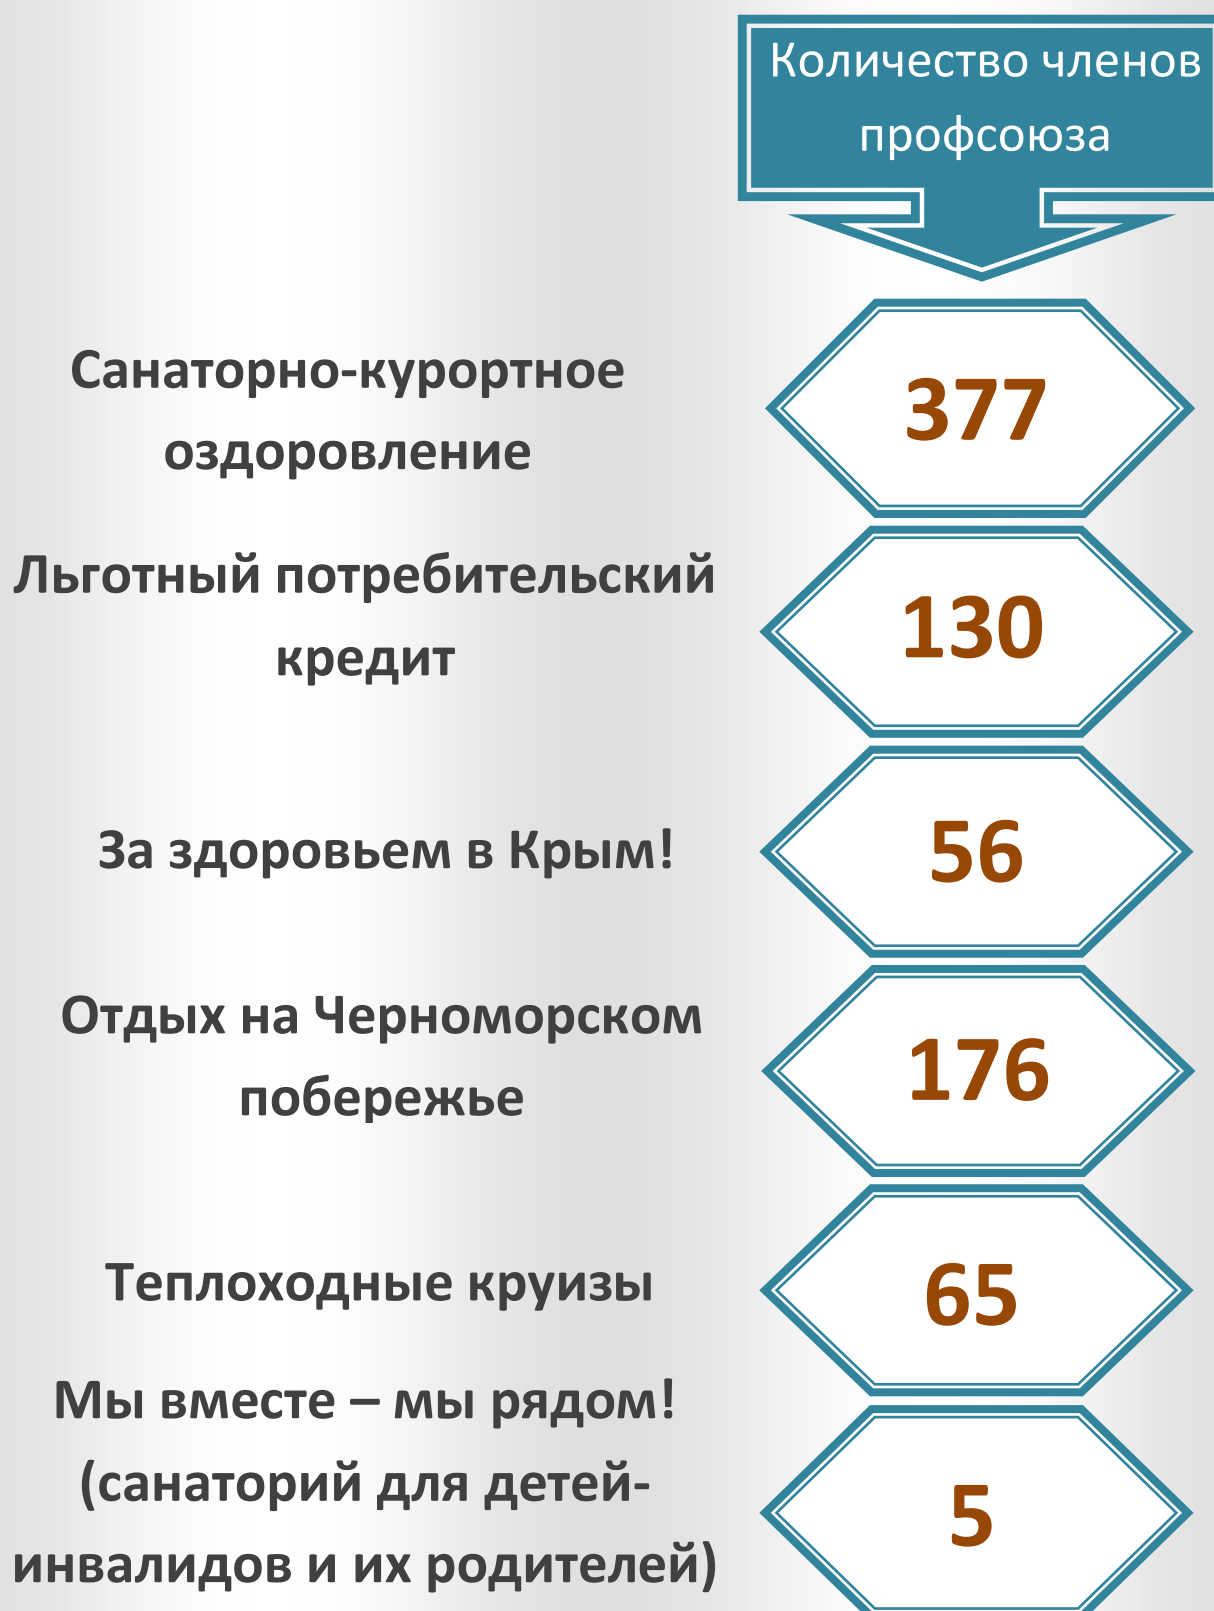 Количество членов
профсоюза
Санаторно-курортное
оздоровление
377
Льготный потребительский
кредит
130
За здоровьем в Крым!
56
Отдых на Черноморском
побережье
176
Теплоходные круизы
65
Мы вместе – мы рядом!
(санаторий для детей-
инвалидов и их родителей)
5